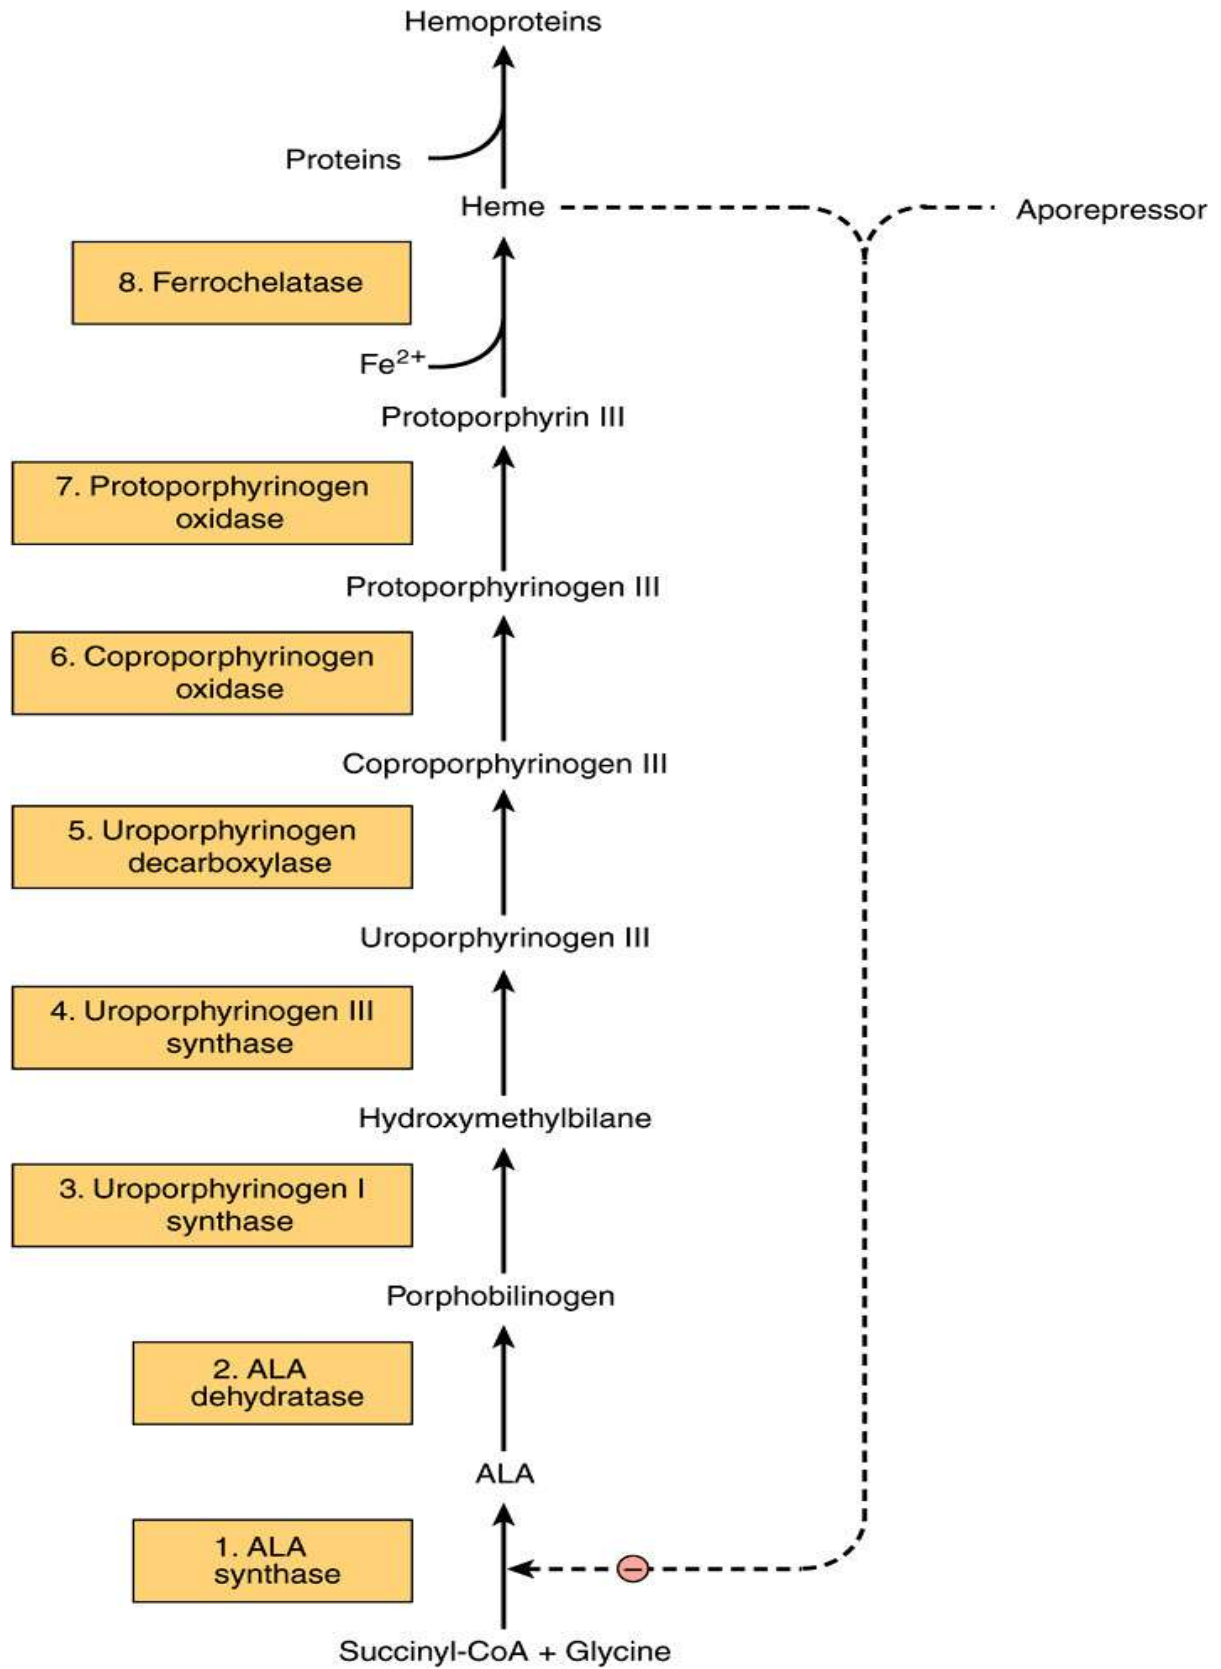 Hemoproteins
Proteins
Heme
Aporepressor
8. Ferrochelatase
Fe²⁺
Protoporphyrin III
7. Protoporphyrinogen
oxidase
Protoporphyrinogen III
6. Coproporphyrinogen
oxidase
Coproporphyrinogen III
5. Uroporphyrinogen
decarboxylase
Uroporphyrinogen III
4. Uroporphyrinogen III
synthase
Hydroxymethylbilane
3. Uroporphyrinogen I
synthase
Porphobilinogen
2. ALA
dehydratase
ALA
1. ALA
synthase
−
Succinyl-CoA + Glycine